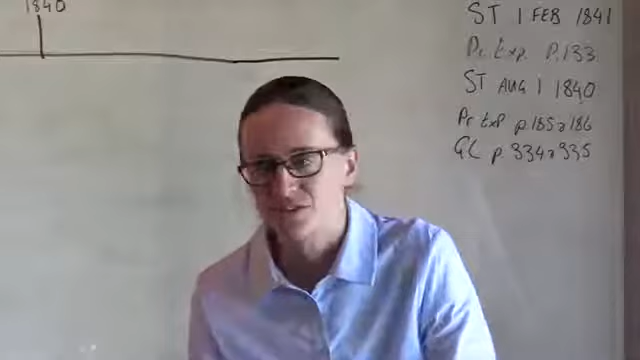 1840
ST 1 FEB 1841
Pr. Exp. P. 133.
ST AUG 1 1840
Pr ExP p. 185 → 186
GC p. 334 → 335